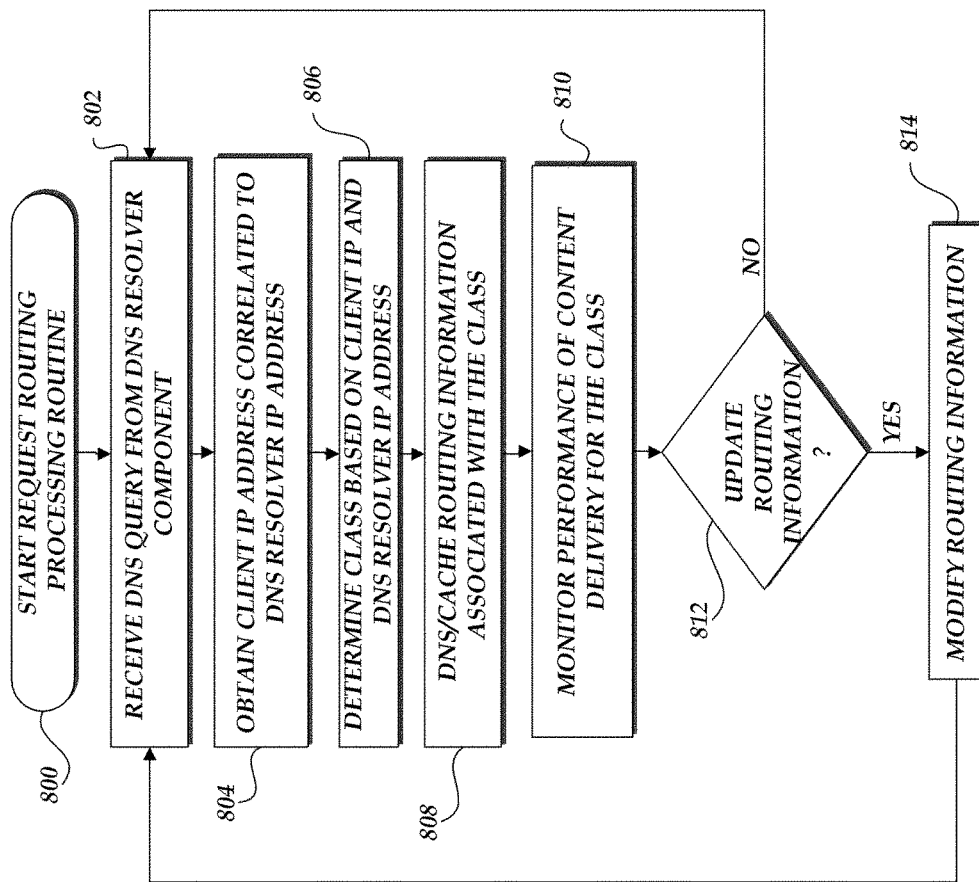 START REQUEST ROUTING
PROCESSING ROUTINE
800
802
RECEIVE DNS QUERY FROM DNS RESOLVER
COMPONENT
OBTAIN CLIENT IP ADDRESS CORRELATED TO
DNS RESOLVER IP ADDRESS
804
806
DETERMINE CLASS BASED ON CLIENT IP AND
DNS RESOLVER IP ADDRESS
DNS/CACHE ROUTING INFORMATION
ASSOCIATED WITH THE CLASS
808
810
MONITOR PERFORMANCE OF CONTENT
DELIVERY FOR THE CLASS
812
UPDATE
ROUTING
INFORMATION
?
NO
YES
814
MODIFY ROUTING INFORMATION